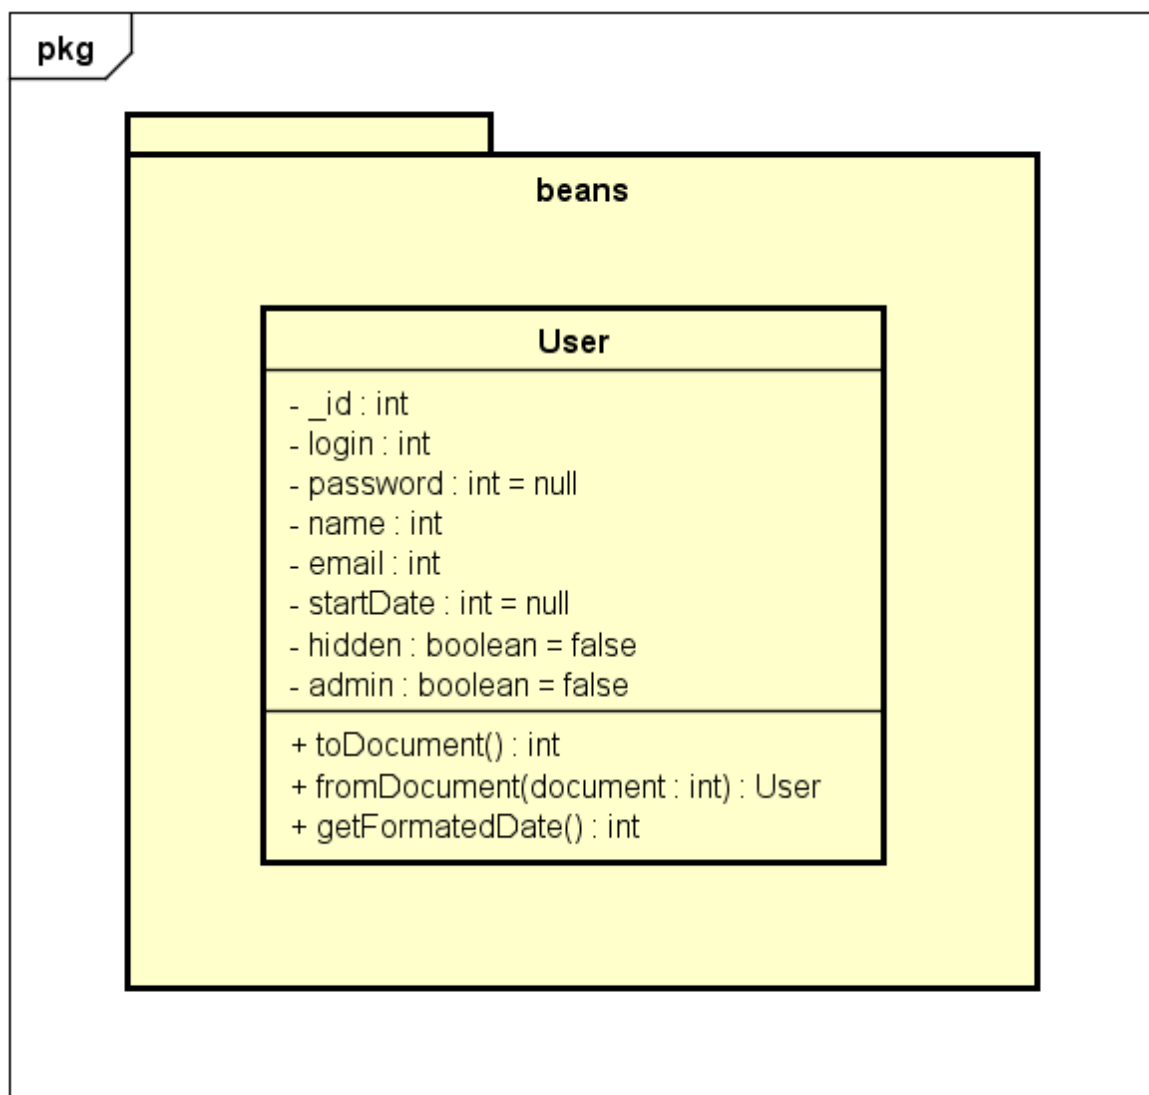 pkg
beans
User
- _id : int
- login : int
- password : int = null
- name : int
- email : int
- startDate : int = null
- hidden : boolean = false
- admin : boolean = false
+ toDocument() : int
+ fromDocument(document : int) : User
+ getFormatedDate() : int